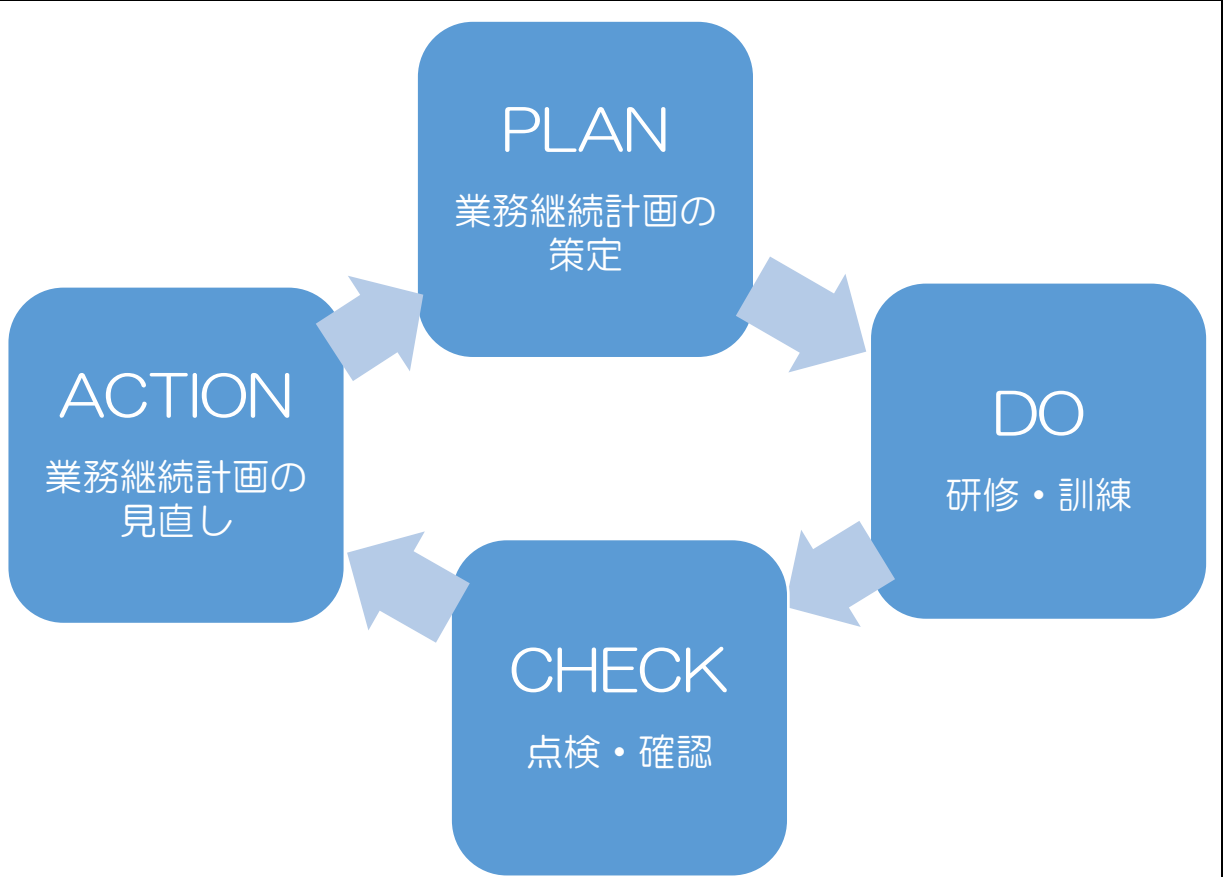 PLAN
業務継続計画の
策定
DO
研修・訓練
CHECK
点検・確認
ACTION
業務継続計画の
見直し